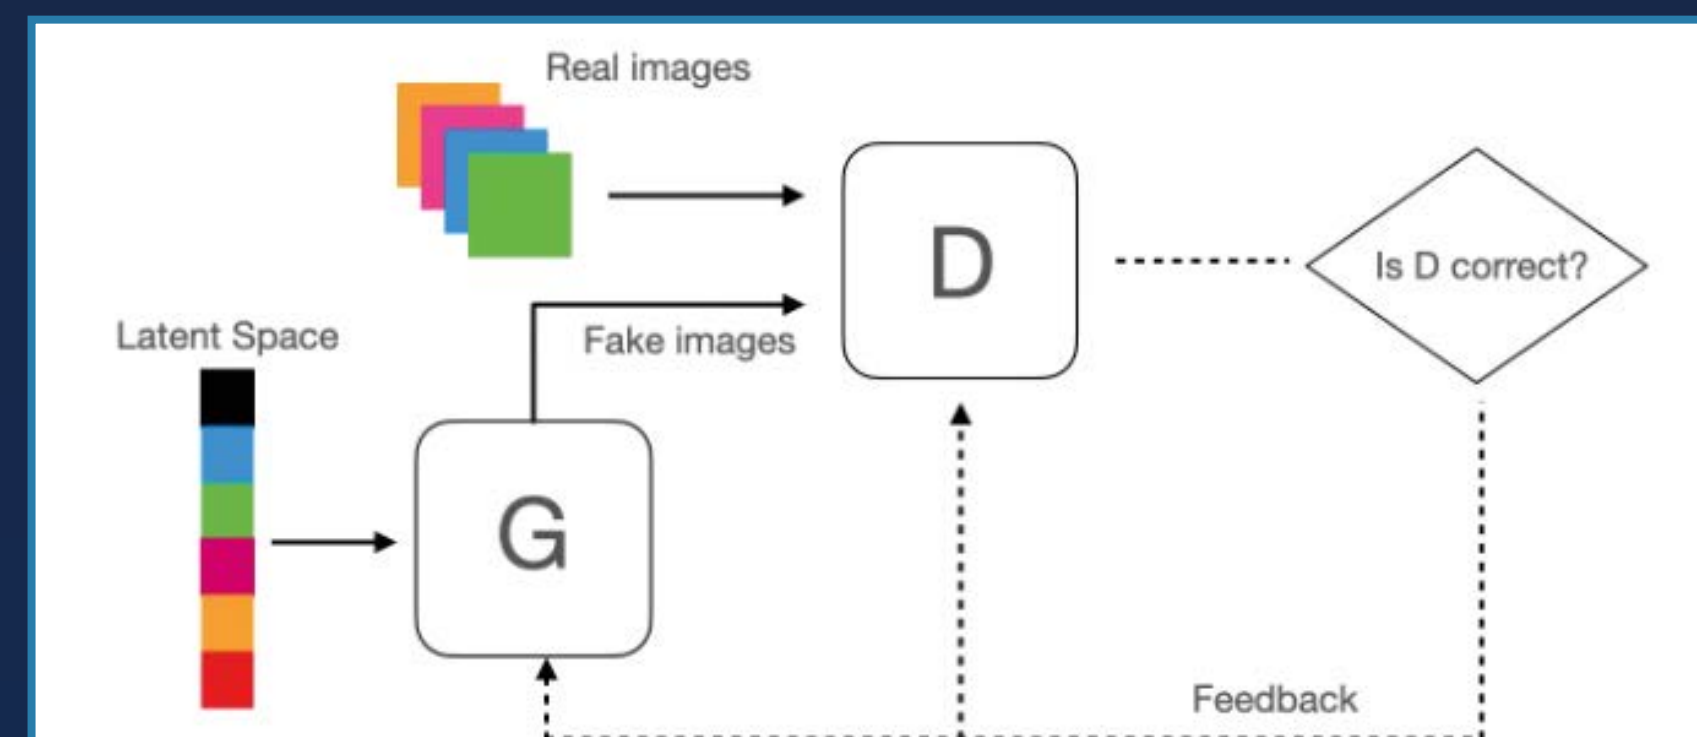 Real images
D
Is D correct?
Fake images
Latent Space
G
Feedback